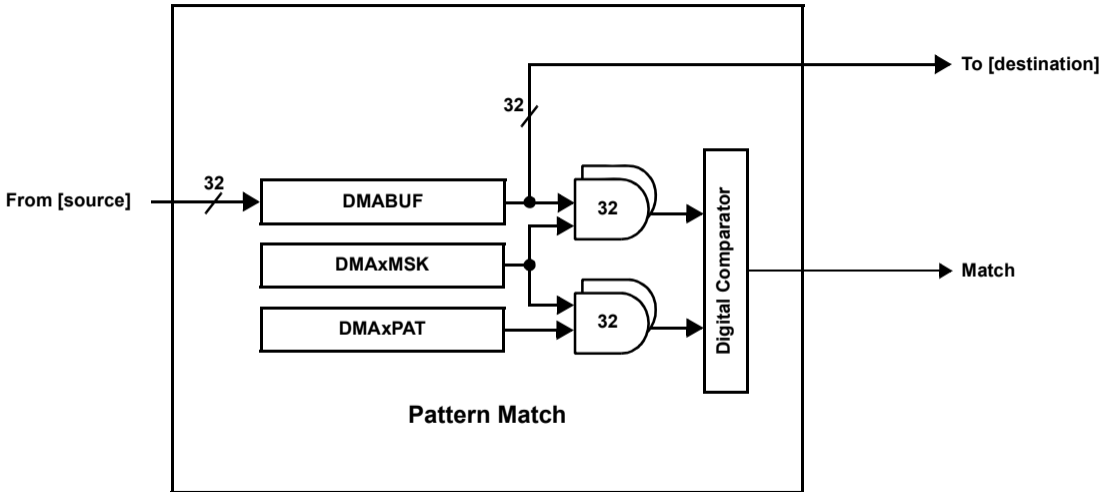 To [destination]
32
From [source]
32
DMABUF
32
DMAxMSK
Digital Comparator
Match
DMAxPAT
32
Pattern Match